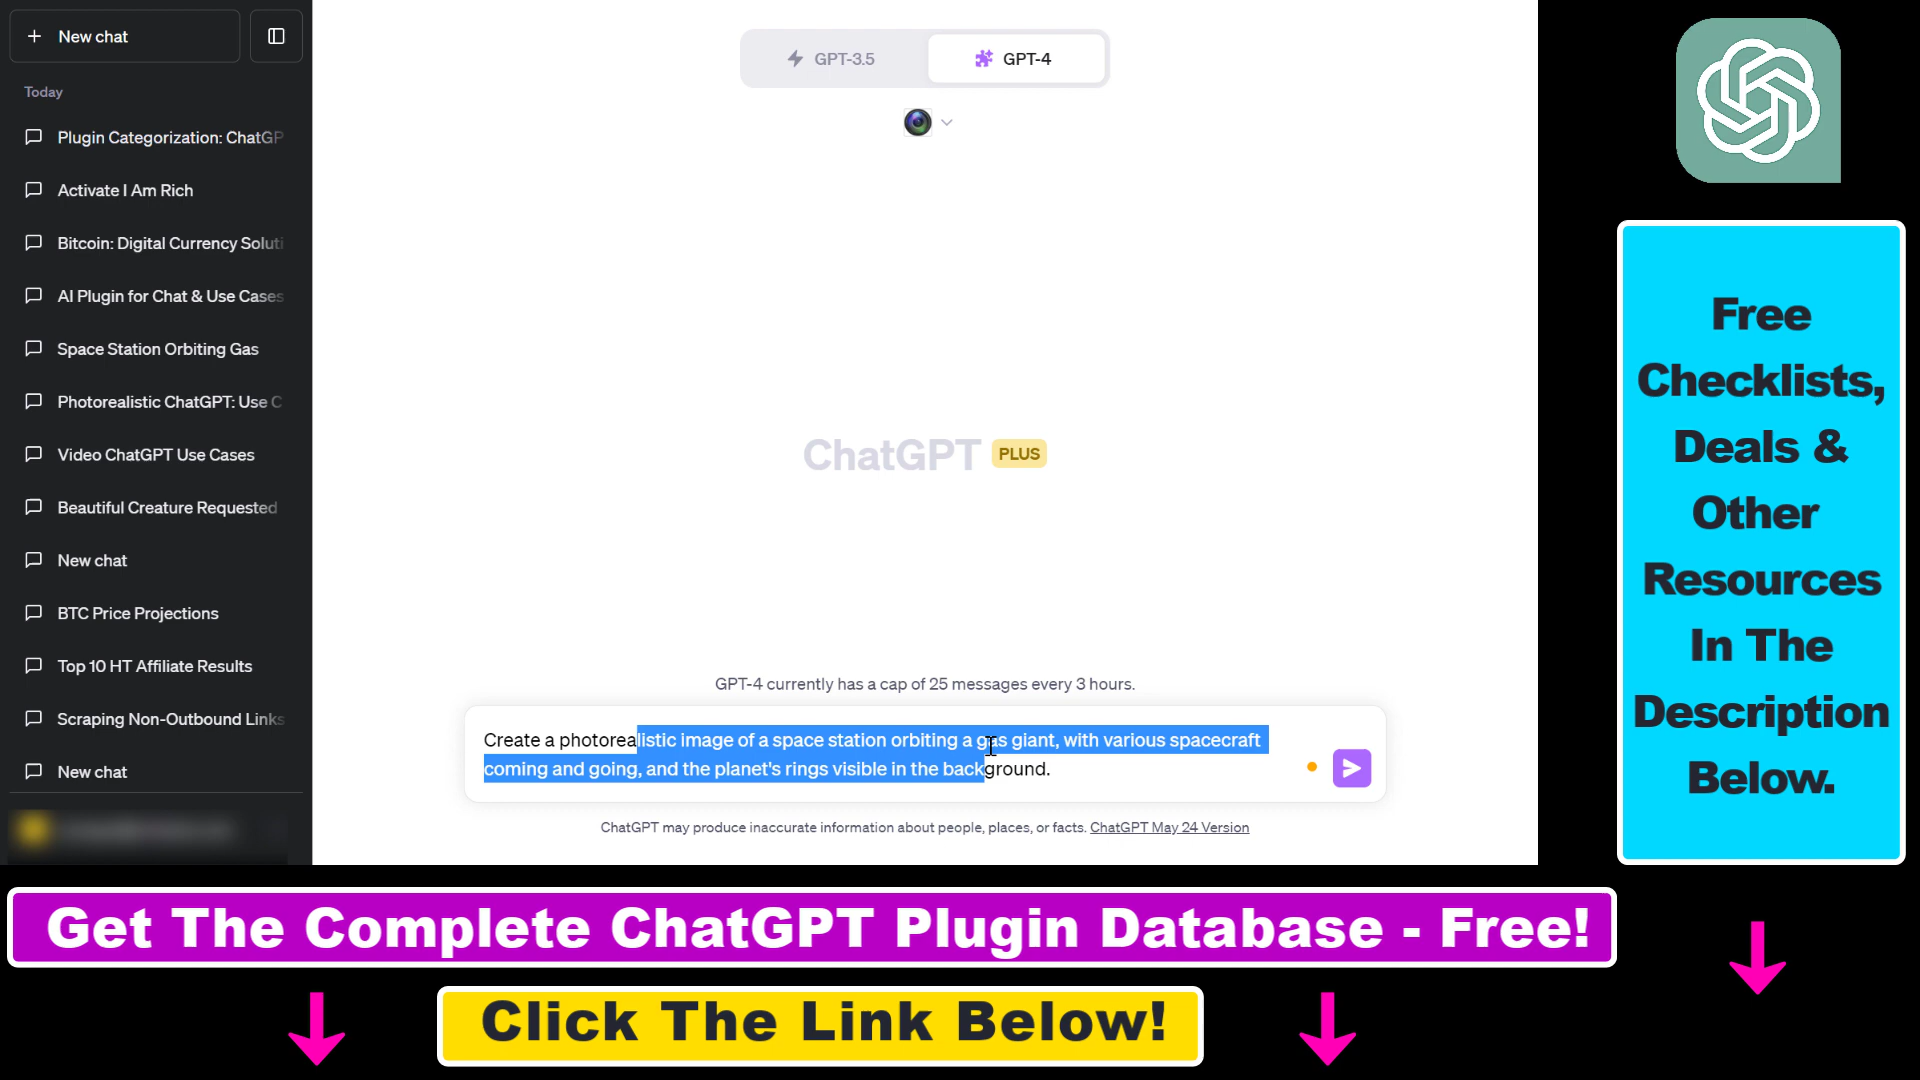 New chat
Today
Plugin Categorization: ChatGP
Activate I Am Rich
Bitcoin: Digital Currency Soluti
AI Plugin for Chat & Use Cases
Space Station Orbiting Gas
Photorealistic ChatGPT: Use C
Video ChatGPT Use Cases
Beautiful Creature Requested
New chat
BTC Price Projections
Top 10 HT Affiliate Results
Scraping Non-Outbound Links
New chat
GPT-3.5
GPT-4
ChatGPT PLUS
GPT-4 currently has a cap of 25 messages every 3 hours.
Create a photorealistic image of a space station orbiting a gas giant, with various spacecraft
coming and going, and the planet's rings visible in the background.
ChatGPT may produce inaccurate information about people, places, or facts. ChatGPT May 24 Version
Free
Checklists,
Deals &
Other
Resources
In The
Description
Below.
Get The Complete ChatGPT Plugin Database - Free!
Click The Link Below!